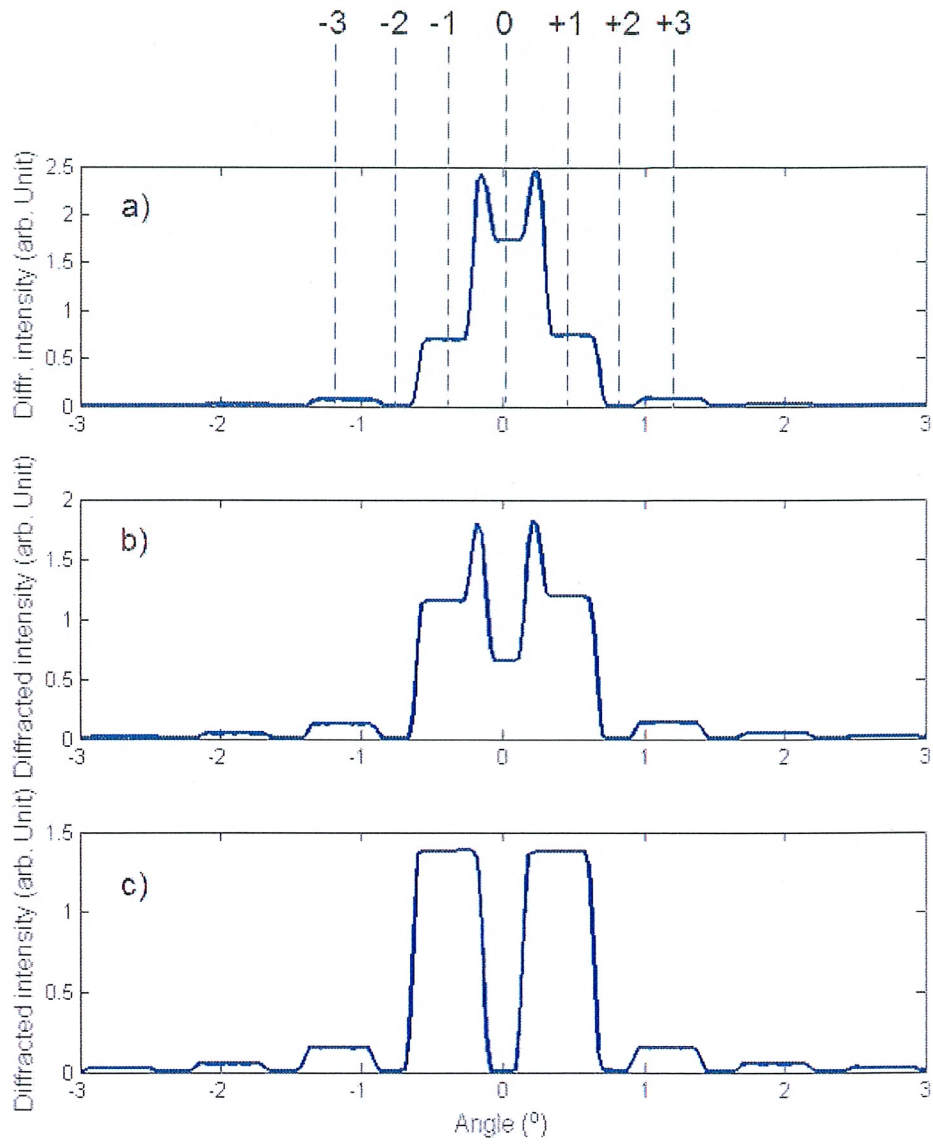 -3 -2 -1 0 +1 +2 +3
Diffr. intensity (arb. Unit)
a)
2.5
2
1.5
1
0.5
0
-3 -2 -1 0 1 2 3
Diffracted intensity (arb. Unit)
b)
2
1.5
1
0.5
0
-3 -2 -1 0 1 2 3
Diffracted intensity (arb. Unit)
c)
1.5
1
0.5
0
-3 -2 -1 0 1 2 3
Angle (º)